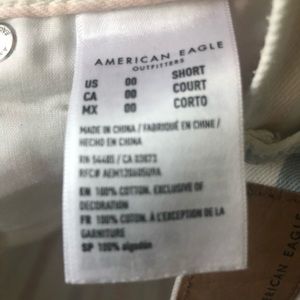 AMERICAN EAGLE
OUTFITTERS
US 00 SHORT
CA 00 COURT
MX 00 CORTO
MADE IN CHINA / FABRIQUÉ EN CHINE /
HECHO EN CHINA
RN 54485 / CA 03673
RFC#
EN 100% COTTON. EXCLUSIVE OF
DECORATION
FR 100% COTON. À L'EXCEPTION DE LA
GARNITURE
SP 100% algodón
AMERICAN EAGLE